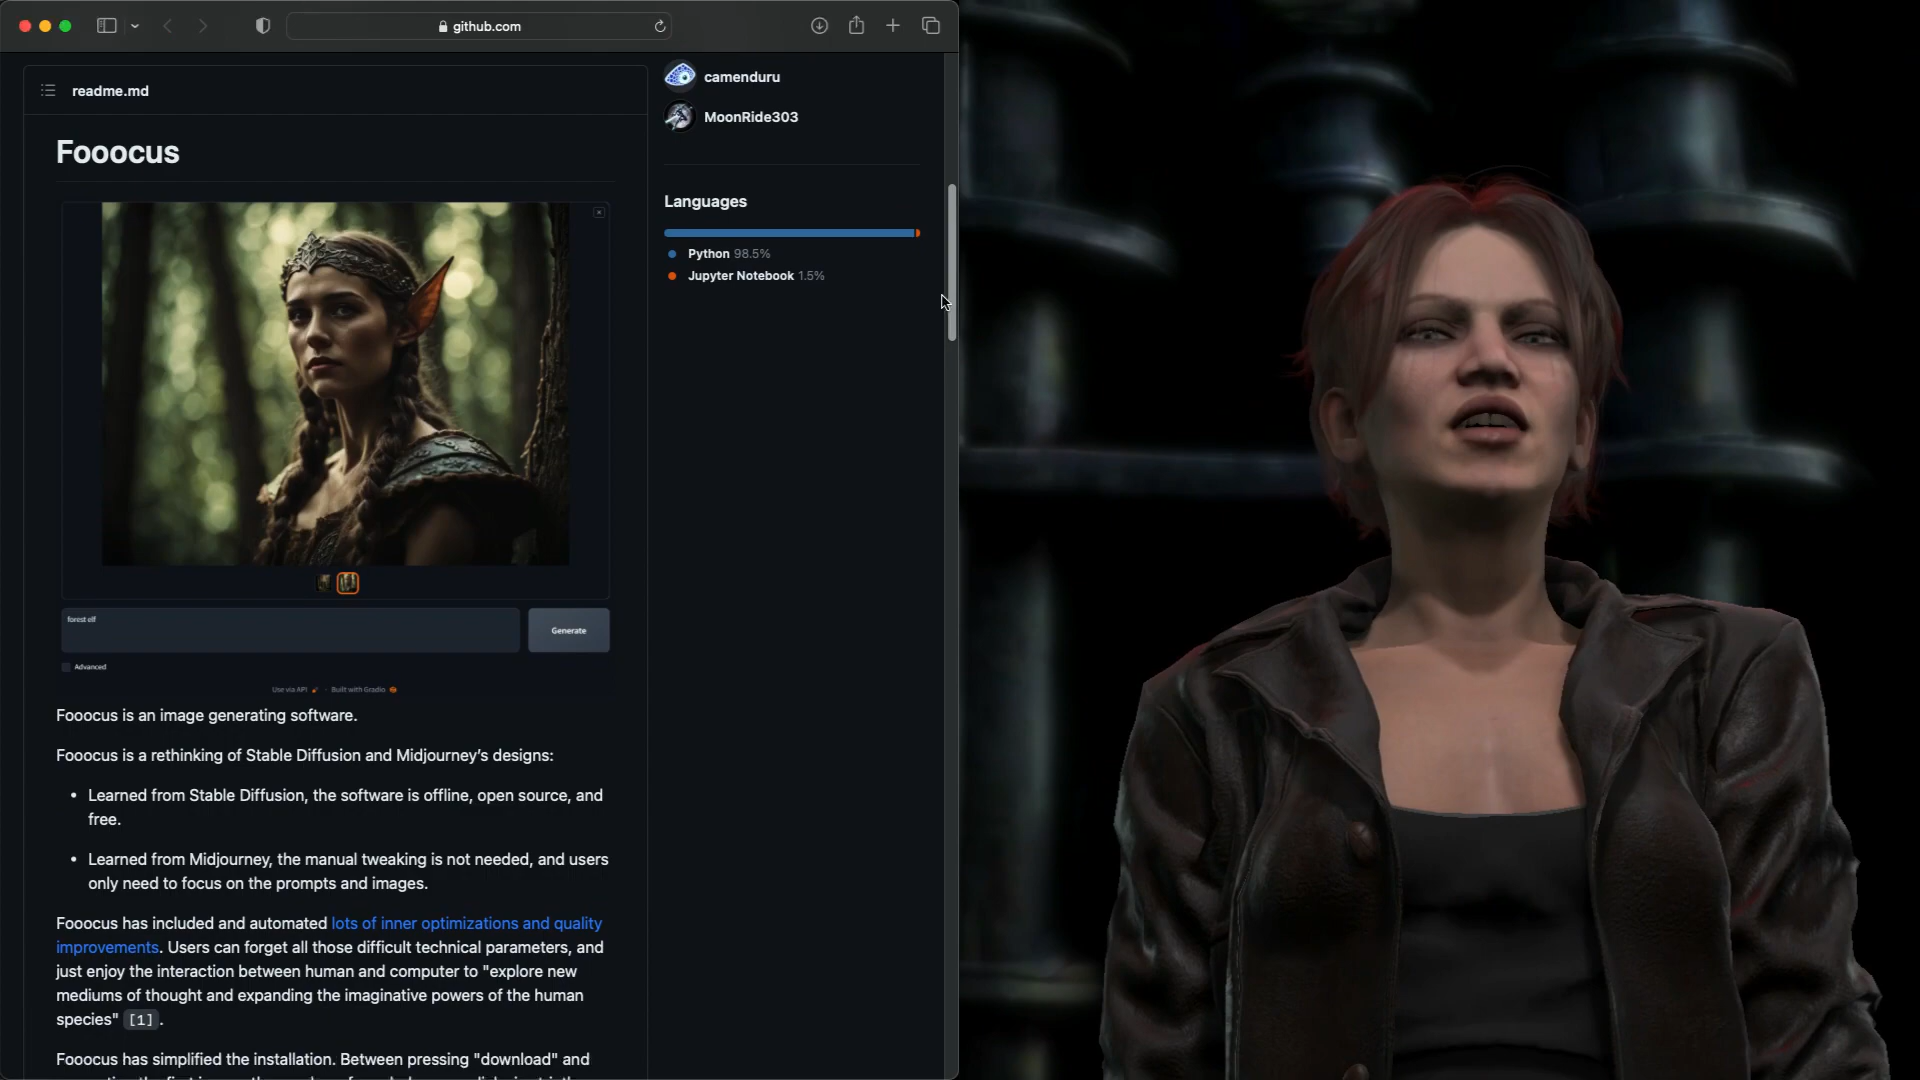 github.com
readme.md
Fooocus
forest elf
Generate
Advanced
Use via API · Built with Gradio
Fooocus is an image generating software.
Fooocus is a rethinking of Stable Diffusion and Midjourney’s designs:
• Learned from Stable Diffusion, the software is offline, open source, and
free.
• Learned from Midjourney, the manual tweaking is not needed, and users
only need to focus on the prompts and images.
Fooocus has included and automated lots of inner optimizations and quality
improvements. Users can forget all those difficult technical parameters, and
just enjoy the interaction between human and computer to "explore new
mediums of thought and expanding the imaginative powers of the human
species" [1].
Fooocus has simplified the installation. Between pressing "download" and
camenduru
MoonRide303
Languages
Python 98.5%
Jupyter Notebook 1.5%